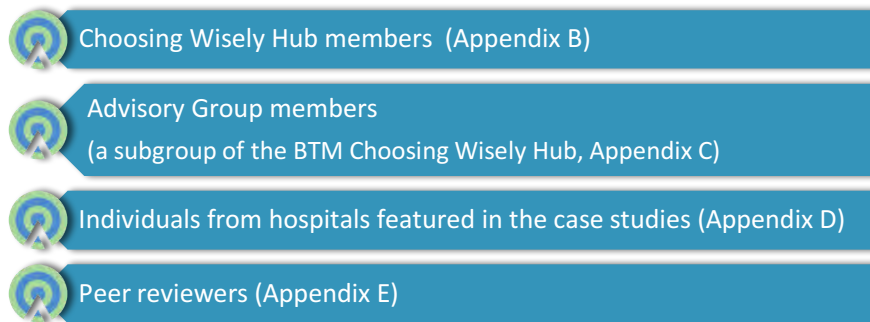 Choosing Wisely Hub members (Appendix B)
Advisory Group members
(a subgroup of the BTM Choosing Wisely Hub, Appendix C)
Individuals from hospitals featured in the case studies (Appendix D)
Peer reviewers (Appendix E)